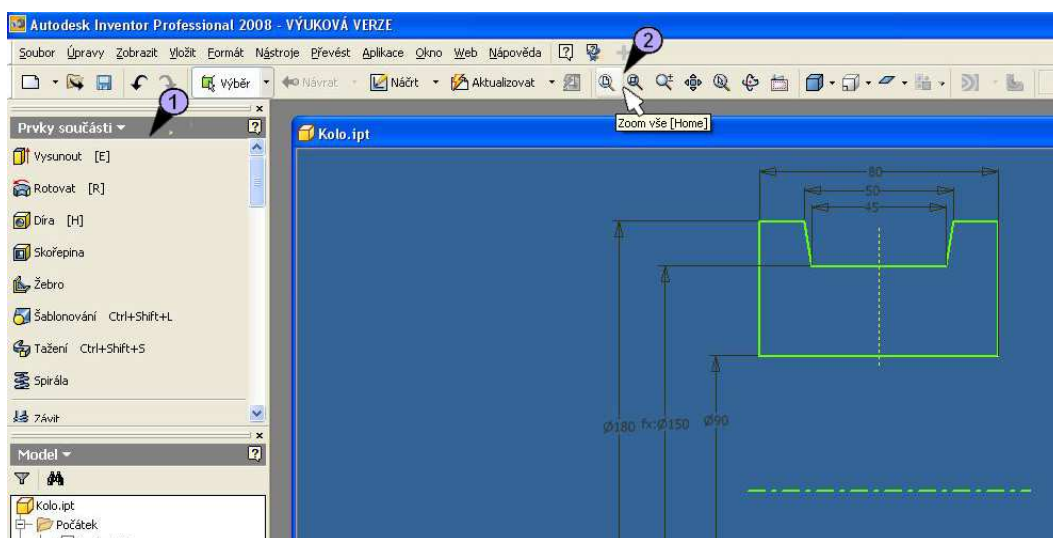 Autodesk Inventor Professional 2008 - VÝUKOVÁ VERZE
Soubor Úpravy Zobrazit Vložit Formát Nástroje Převést Aplikace Okno Web Nápověda
2
Výběr Návrat Náčrt Aktualizovat
1
Zoom vše [Home]
Prvky součásti
Kolo.ipt
Vysunout [E]
Rotovat [R]
Díra [H]
Skořepina
Žebro
Šablonování Ctrl+Shift+L
Tažení Ctrl+Shift+S
Spirála
Závit
80
50
45
Ø180 fx:Ø150 Ø90
Model
Kolo.ipt
Počátek